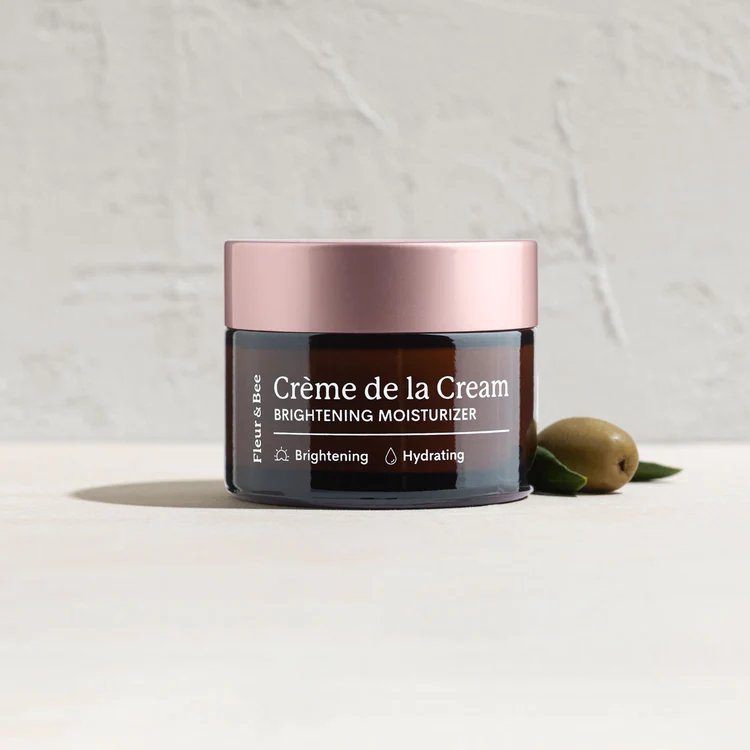 Fleur & Bee
Crème de la Cream
BRIGHTENING MOISTURIZER
Brightening Hydrating